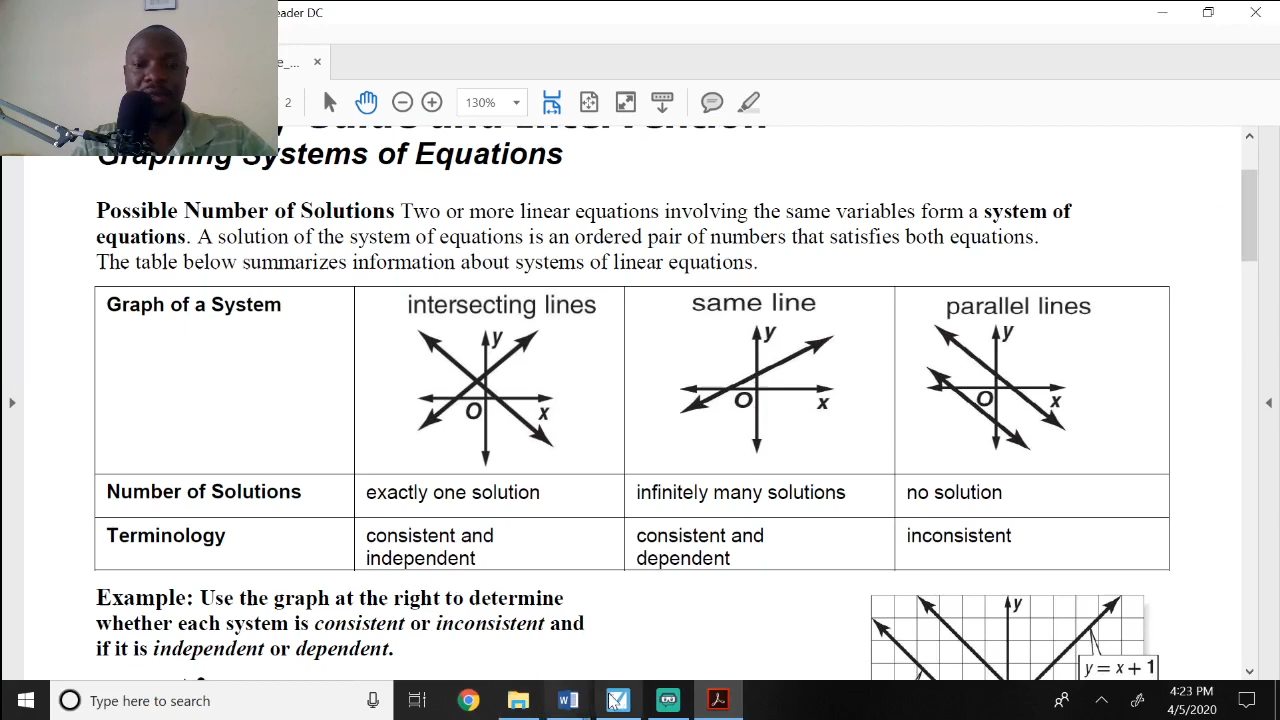 eader DC
e_...
2
130%
Guide and Intervention
Graphing Systems of Equations
Possible Number of Solutions Two or more linear equations involving the same variables form a system of
equations. A solution of the system of equations is an ordered pair of numbers that satisfies both equations.
The table below summarizes information about systems of linear equations.
Graph of a System
intersecting lines
y
O
x
same line
y
O
x
parallel lines
y
O
x
Number of Solutions
exactly one solution
infinitely many solutions
no solution
Terminology
consistent and
independent
consistent and
dependent
inconsistent
Example: Use the graph at the right to determine
whether each system is consistent or inconsistent and
if it is independent or dependent.
y
y = x + 1
Type here to search
4:23 PM
4/5/2020